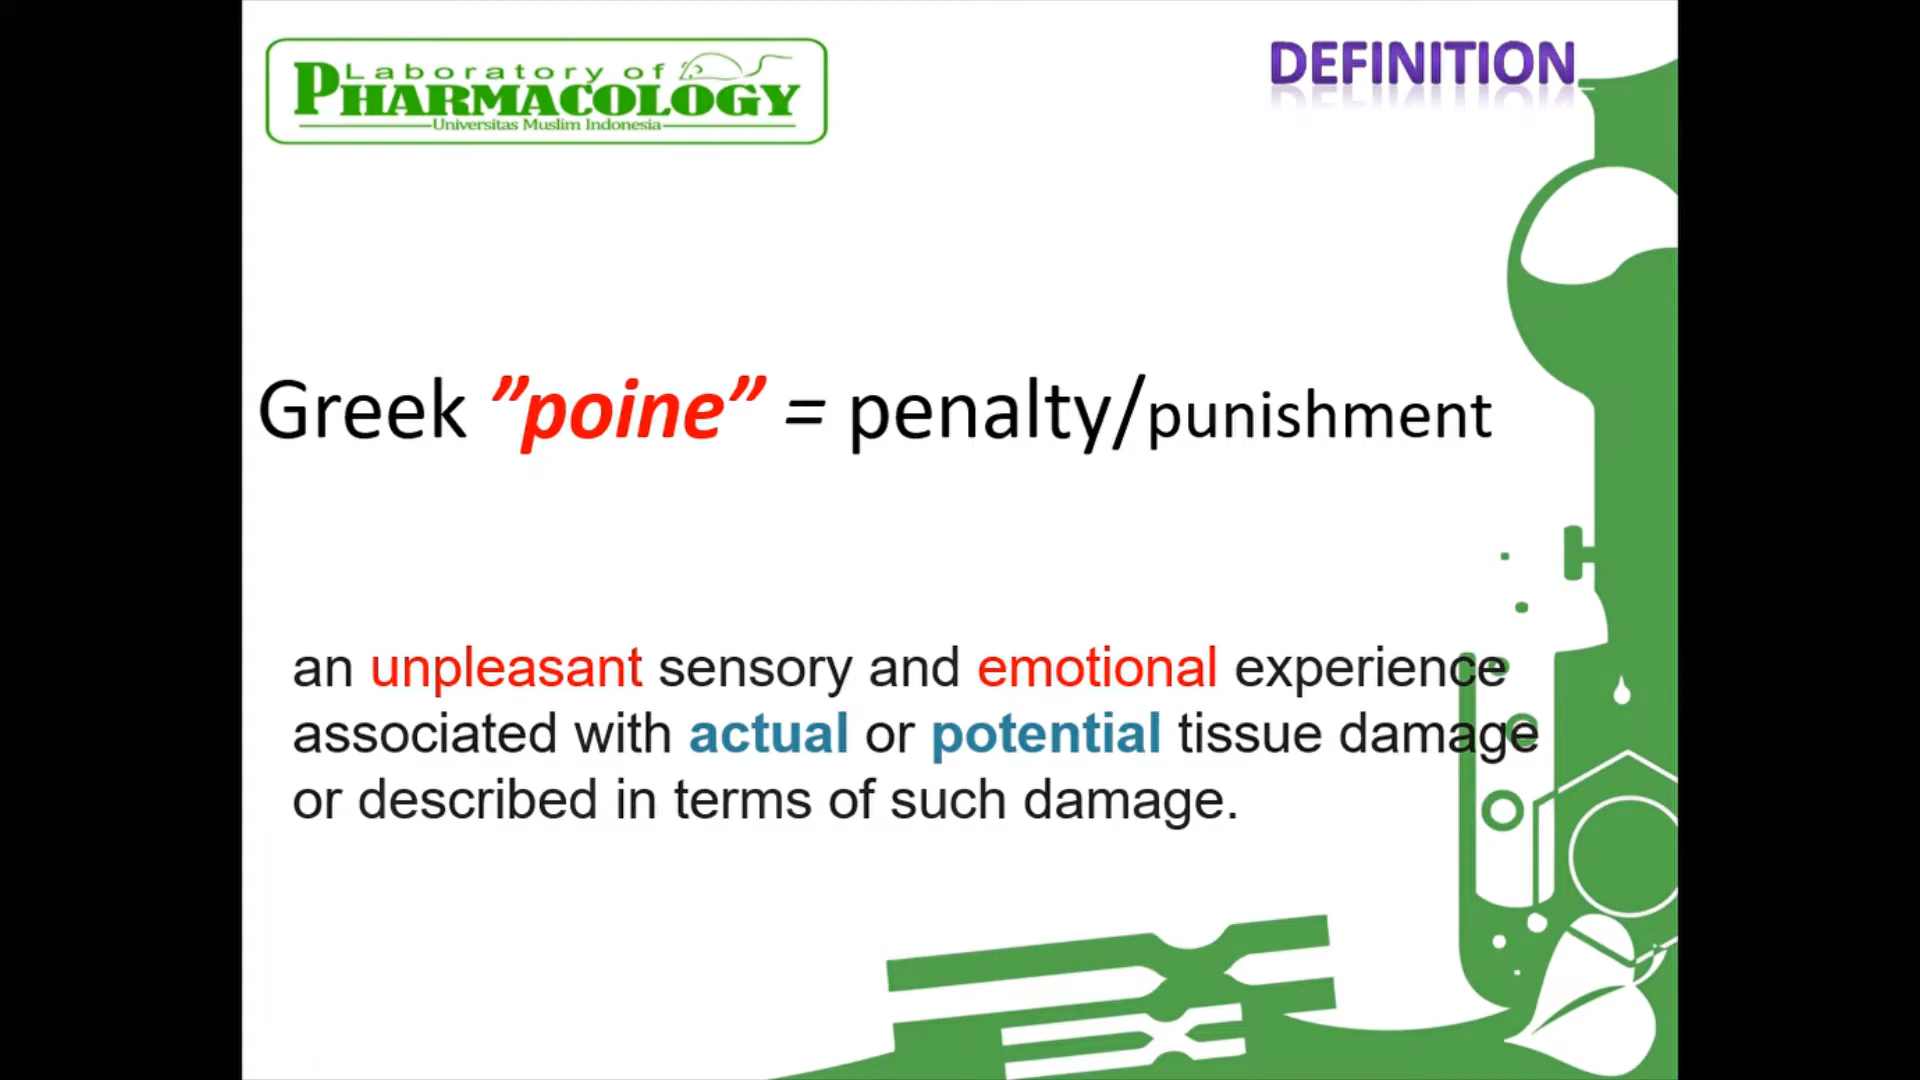 Laboratory of
PHARMACOLOGY
Universitas Muslim Indonesia
DEFINITION
Greek ”poine” = penalty/punishment
an unpleasant sensory and emotional experience
associated with actual or potential tissue damage
or described in terms of such damage.